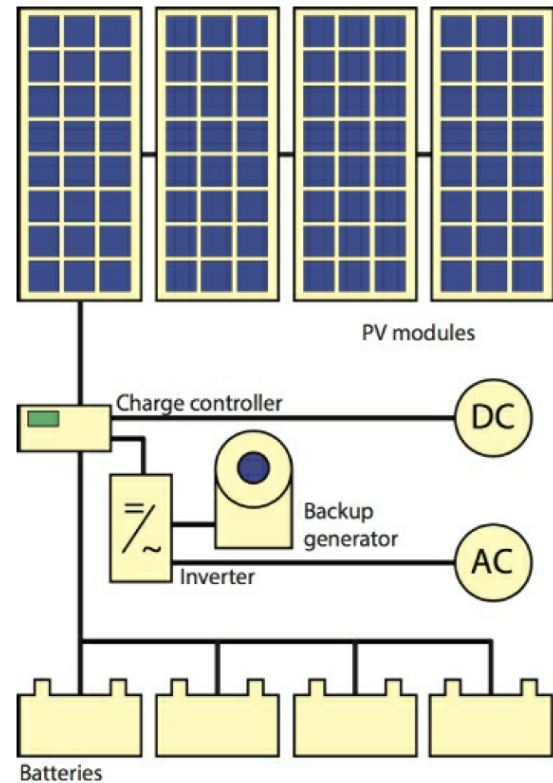 PV modules
Charge controller
DC
Backup
generator
=/~
Inverter
AC
Batteries